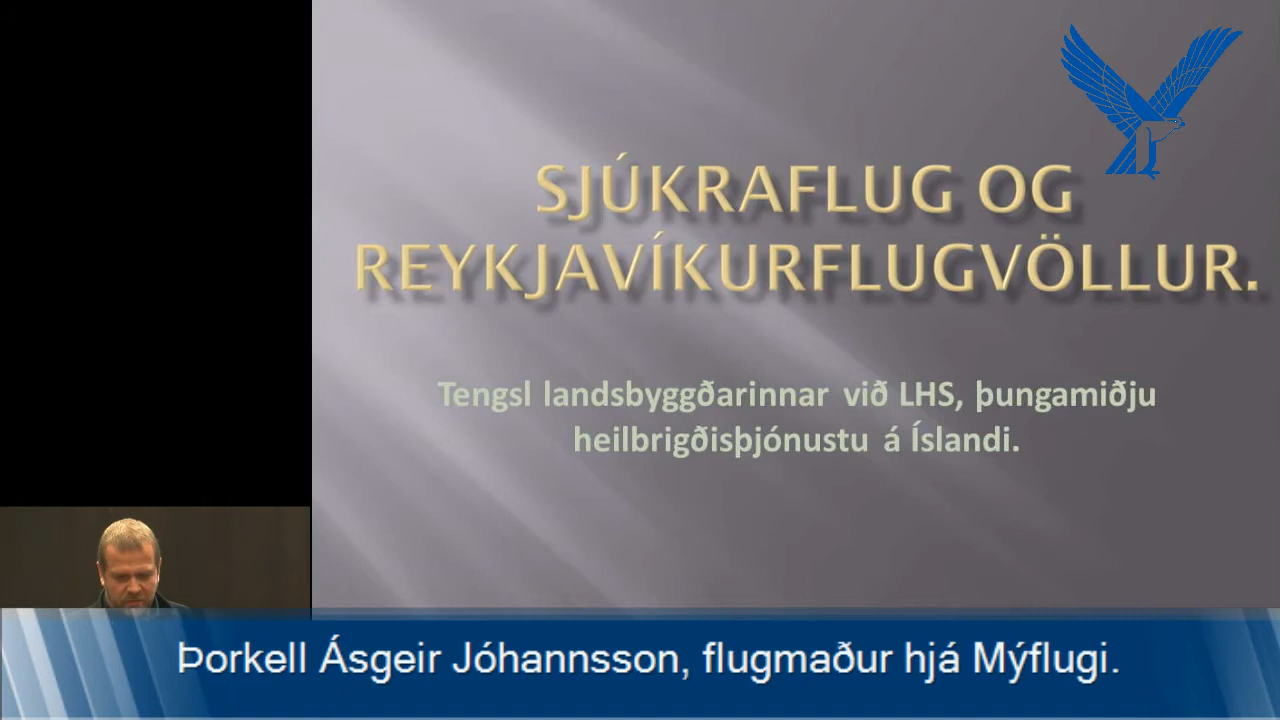 SJÚKRAFLUG OG
REYKJAVÍKURFLUGVÖLLUR.
Tengsl landsbyggðarinnar við LHS, þungamiðju
heilbrigðisþjónustu á Íslandi.
Þorkell Ásgeir Jóhannsson, flugmaður hjá Mýflugi.